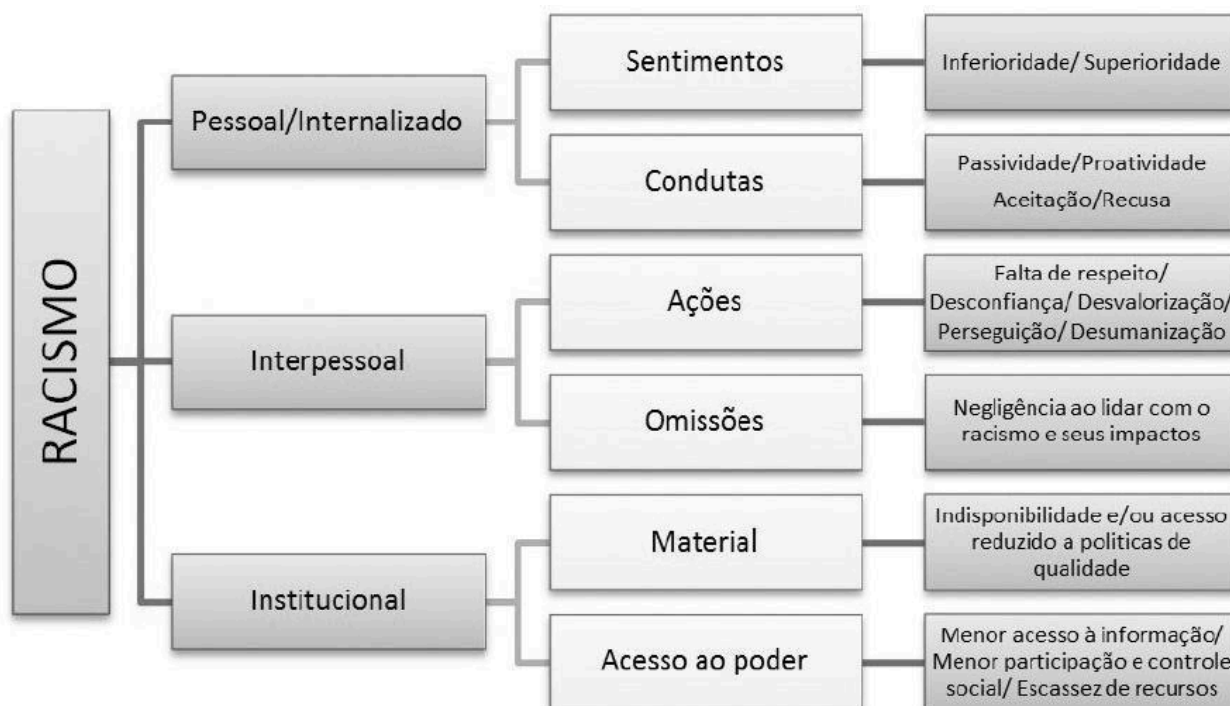 RACISMO
Pessoal/Internalizado
Sentimentos
Inferioridade/ Superioridade
Condutas
Passividade/Proatividade
Aceitação/Recusa
Interpessoal
Ações
Falta de respeito/
Desconfiança/ Desvalorização/
Perseguição/ Desumanização
Omissões
Negligência ao lidar com o
racismo e seus impactos
Institucional
Material
Indisponibilidade e/ou acesso
reduzido a politicas de
qualidade
Acesso ao poder
Menor acesso à informação/
Menor participação e controle
social/ Escassez de recursos